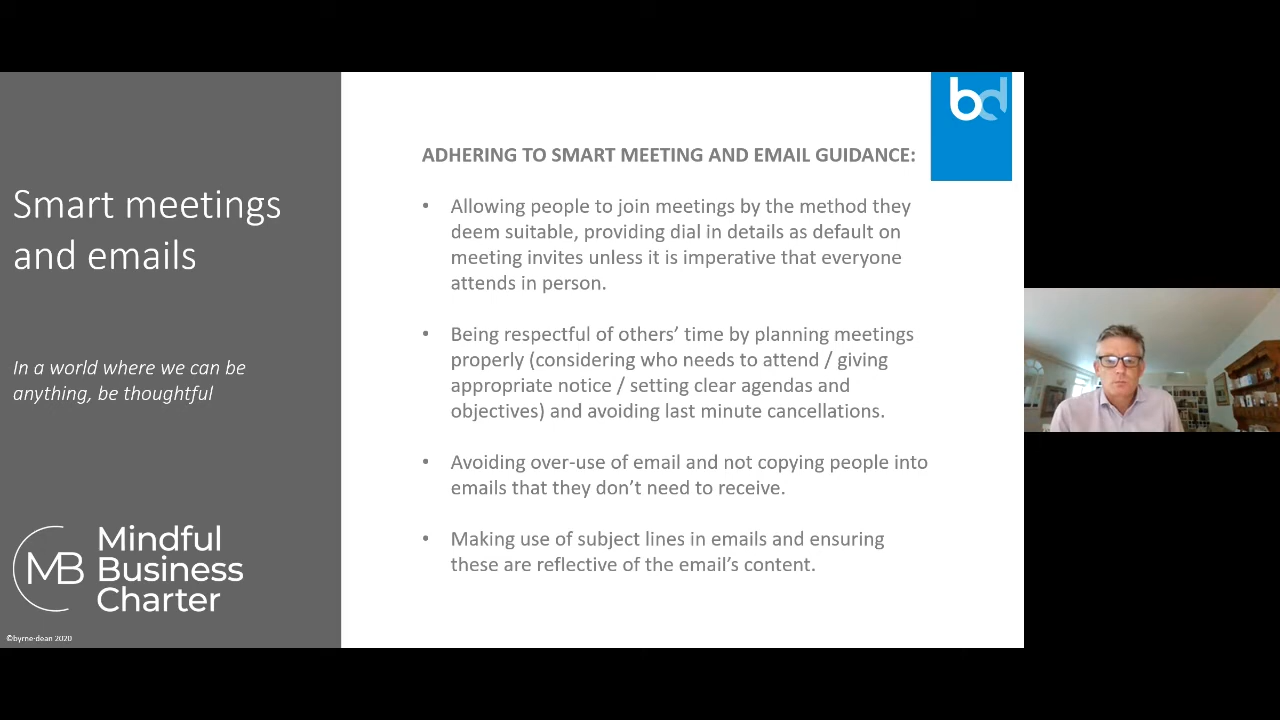 Smart meetings
and emails
In a world where we can be
anything, be thoughtful
MB
Mindful
Business
Charter
©byrne·dean 2020
bd
ADHERING TO SMART MEETING AND EMAIL GUIDANCE:
• Allowing people to join meetings by the method they
deem suitable, providing dial in details as default on
meeting invites unless it is imperative that everyone
attends in person.
• Being respectful of others’ time by planning meetings
properly (considering who needs to attend / giving
appropriate notice / setting clear agendas and
objectives) and avoiding last minute cancellations.
• Avoiding over-use of email and not copying people into
emails that they don’t need to receive.
• Making use of subject lines in emails and ensuring
these are reflective of the email’s content.